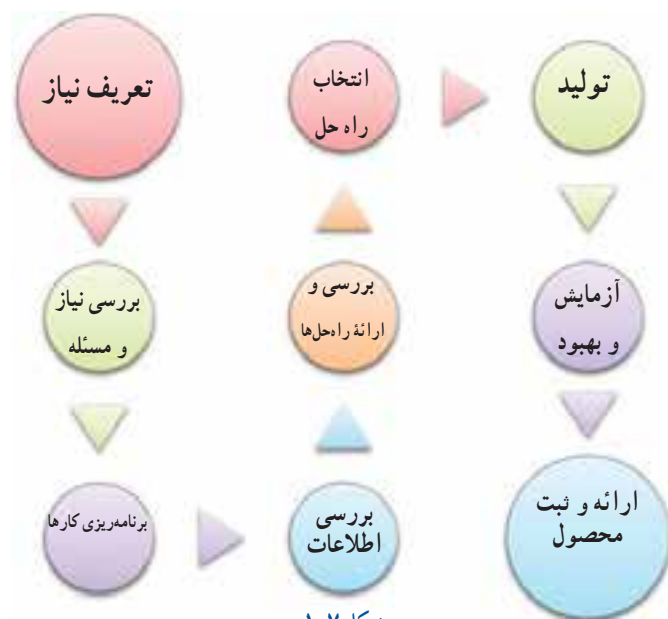 تعریف نیاز
بررسی نیاز
و مسئله
برنامه‌ریزی کارها
بررسی
اطلاعات
بررسی و
ارائهٔ راه‌حل‌ها
انتخاب
راه حل
تولید
آزمایش
و بهبود
ارائه و ثبت
محصول